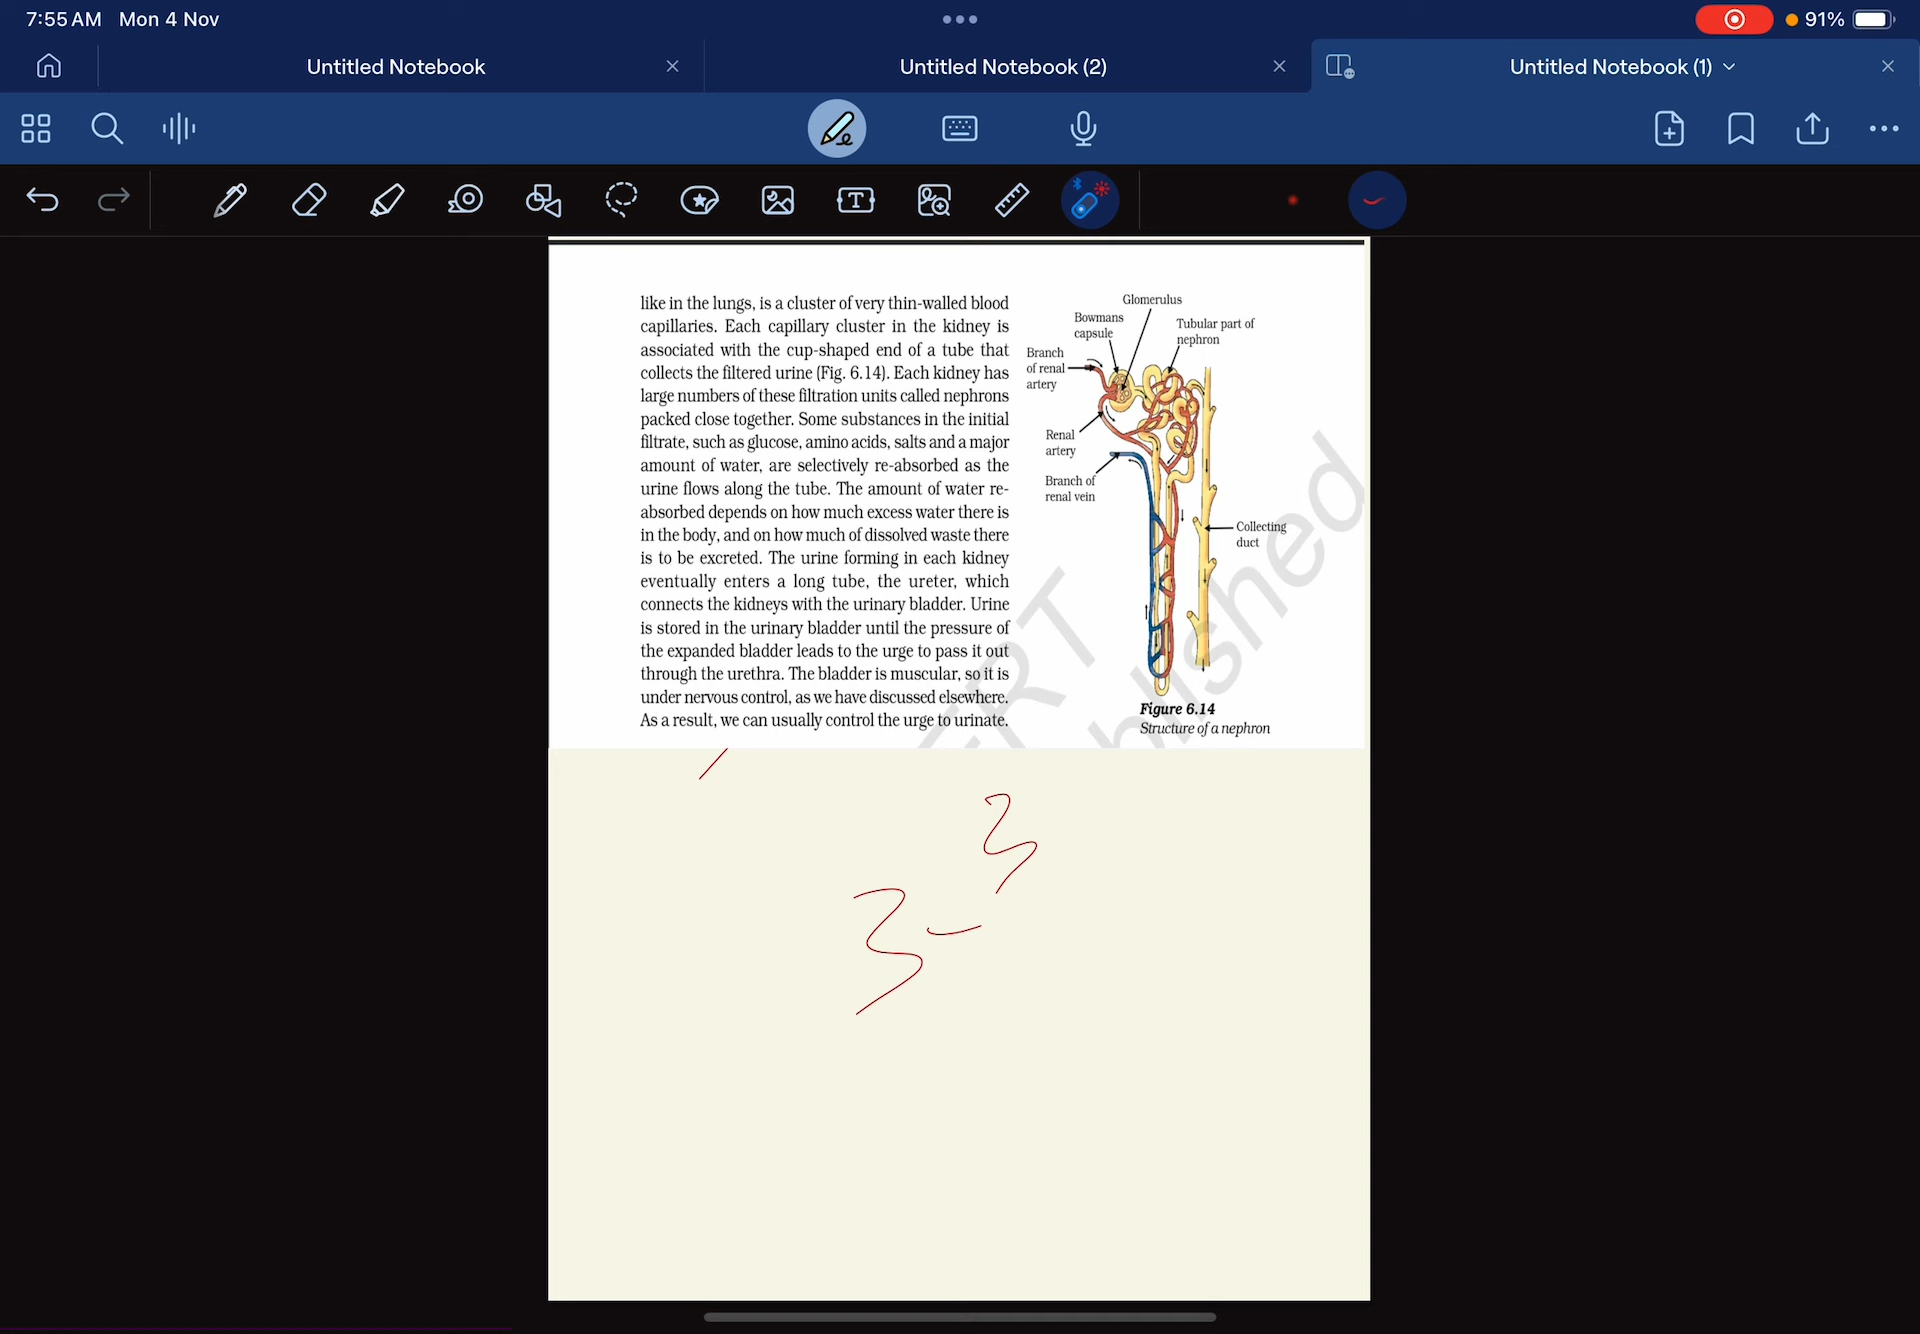 7:55 AM Mon 4 Nov
91%
Untitled Notebook
Untitled Notebook (2)
Untitled Notebook (1)
like in the lungs, is a cluster of very thin-walled blood
capillaries. Each capillary cluster in the kidney is
associated with the cup-shaped end of a tube that
collects the filtered urine (Fig. 6.14). Each kidney has
large numbers of these filtration units called nephrons
packed close together. Some substances in the initial
filtrate, such as glucose, amino acids, salts and a major
amount of water, are selectively re-absorbed as the
urine flows along the tube. The amount of water re-
absorbed depends on how much excess water there is
in the body, and on how much of dissolved waste there
is to be excreted. The urine forming in each kidney
eventually enters a long tube, the ureter, which
connects the kidneys with the urinary bladder. Urine
is stored in the urinary bladder until the pressure of
the expanded bladder leads to the urge to pass it out
through the urethra. The bladder is muscular, so it is
under nervous control, as we have discussed elsewhere.
As a result, we can usually control the urge to urinate.
Glomerulus
Bowmans
capsule
Tubular part of
nephron
Branch
of renal
artery
Renal
artery
Branch of
renal vein
Collecting
duct
Figure 6.14
Structure of a nephron
3
3-